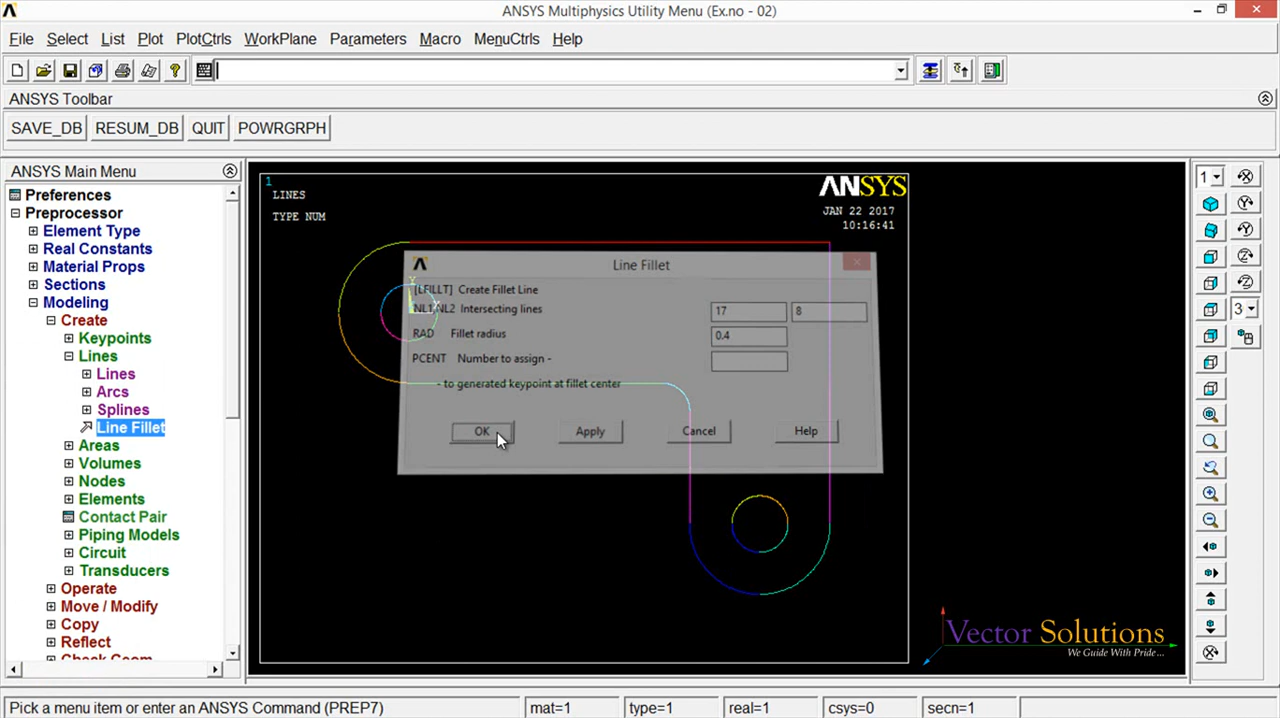 ANSYS Multiphysics Utility Menu (Ex.no - 02)
File Select List Plot PlotCtrls WorkPlane Parameters Macro MenuCtrls Help
ANSYS Toolbar
SAVE_DB RESUM_DB QUIT POWRGRPH
ANSYS Main Menu
Preferences
Preprocessor
Element Type
Real Constants
Material Props
Sections
Modeling
Create
Keypoints
Lines
Lines
Arcs
Splines
Line Fillet
Areas
Volumes
Nodes
Elements
Contact Pair
Piping Models
Circuit
Transducers
Operate
Move / Modify
Copy
Reflect
Check Geom
1
LINES
TYPE NUM
ANSYS
JAN 22 2017
10:16:41
Line Fillet
[LFILLT] Create Fillet Line
NL1,NL2 Intersecting lines 17 8
RAD Fillet radius 0.4
PCENT Number to assign -
- to generated keypoint at fillet center
OK Apply Cancel Help
Vector Solutions
We Guide With Pride...
1
3
Pick a menu item or enter an ANSYS Command (PREP7) mat=1 type=1 real=1 csys=0 secn=1